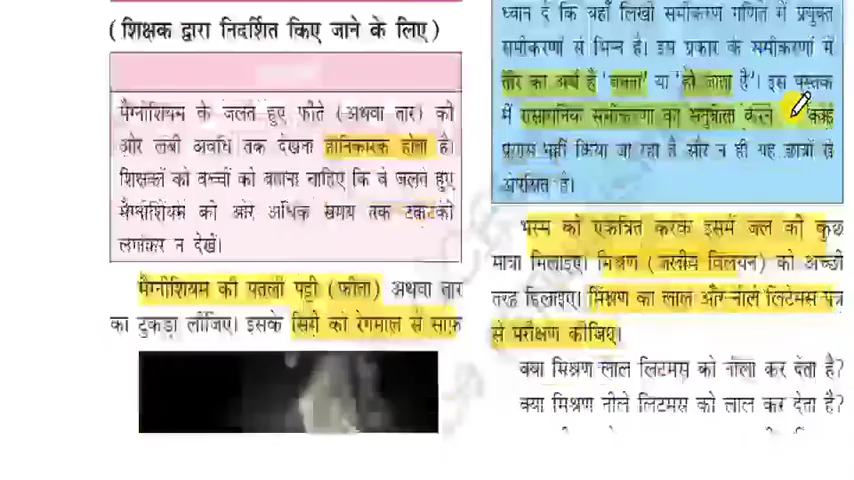 (शिक्षक द्वारा निदर्शित किए जाने के लिए)
मैग्नीशियम के जलते हुए फीते (अथवा तार) को
और लंबी अवधि तक देखना हानिकारक होता है।
शिक्षकों को बच्चों को बताना चाहिए कि वे जलते हुए
मैग्नीशियम की ओर अधिक समय तक टकटकी
लगाकर न देखें।
मैग्नीशियम की पतली पट्टी (फीता) अथवा तार
का टुकड़ा लीजिए। इसके सिरों को रेगमाल से साफ़
ध्यान दें कि यहाँ लिखी समीकरण गणित में प्रयुक्त
समीकरणों से भिन्न है। इस प्रकार के समीकरणों में
तीर का अर्थ है 'बनता' या 'हो जाता है'। इस पुस्तक
में रासायनिक समीकरणों को संतुलित करने कोई
प्रयास नहीं किया जा रहा है और न ही यह छात्रों से
अपेक्षित है।
भस्म को एकत्रित करके इसमें जल की कुछ
मात्रा मिलाइए। मिश्रण (जलीय विलयन) को अच्छी
तरह हिलाइए। मिश्रण का लाल और नीले लिटमस पत्र
से परीक्षण कीजिए।
क्या मिश्रण लाल लिटमस को नीला कर देता है?
क्या मिश्रण नीले लिटमस को लाल कर देता है?